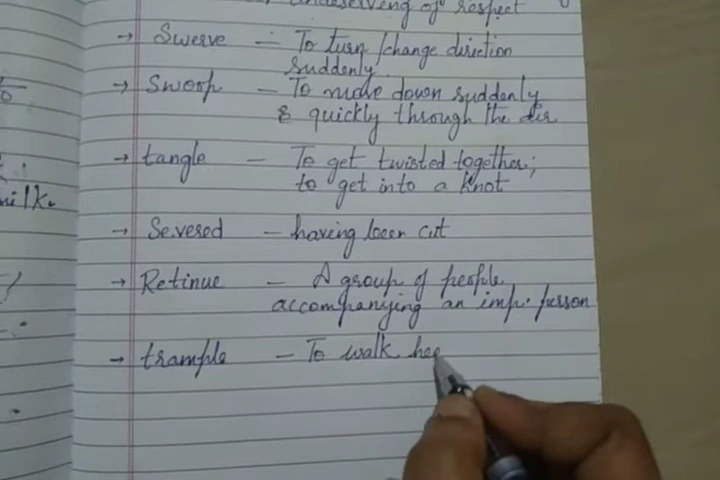 undeserving of respect
→ Swerve - To turn/change direction
suddenly.
→ Swoop - To move down suddenly
& quickly through the air
→ tangle - To get twisted together;
to get into a knot
milk.
→ Severed - having been cut
→ Retinue - A group of people
accompanying an imp. person
→ trample - To walk hea